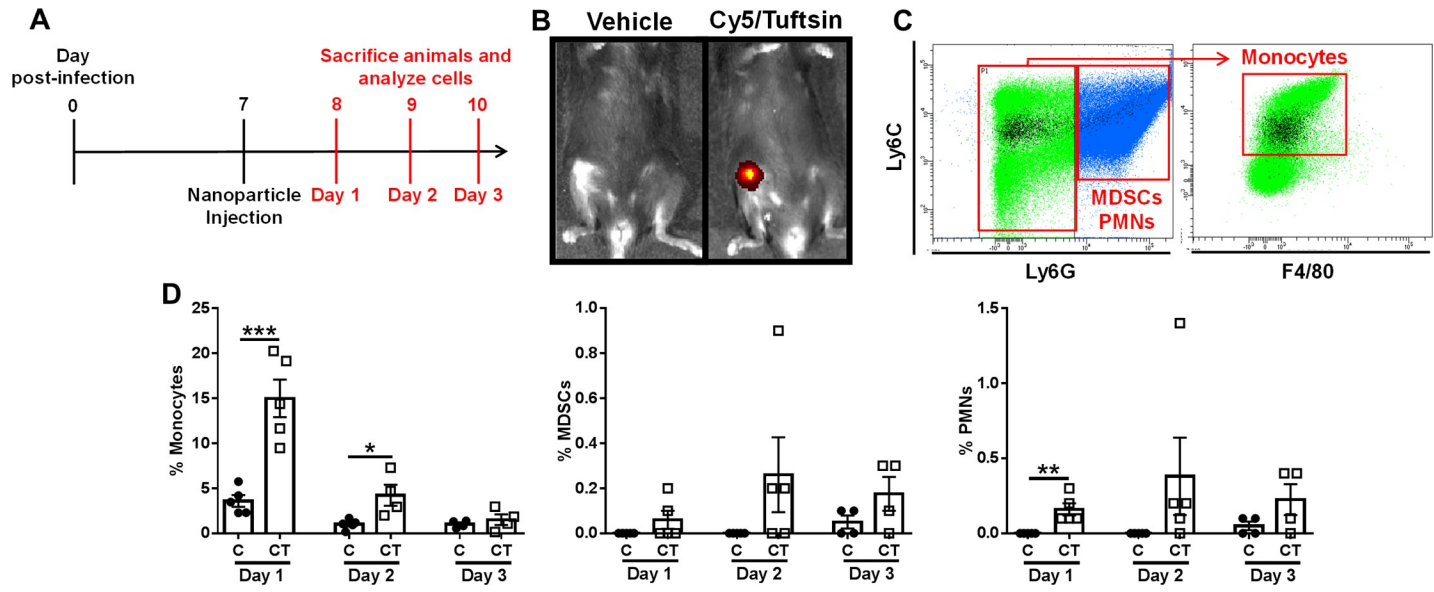 A
Day
post-infection
Sacrifice animals and
analyze cells
0
7
8
9
10
Nanoparticle
Injection
Day 1
Day 2
Day 3
B
Vehicle
Cy5/Tuftsin
C
Ly6C
P1
Monocytes
MDSCs
PMNs
Ly6G
F4/80
D
% Monocytes
25
20
15
10
5
0
***
*
C
CT
C
CT
C
CT
Day 1
Day 2
Day 3
% MDSCs
1.0
0.8
0.6
0.4
0.2
0.0
C
CT
C
CT
C
CT
Day 1
Day 2
Day 3
% PMNs
1.5
1.0
0.5
0.0
**
C
CT
C
CT
C
CT
Day 1
Day 2
Day 3